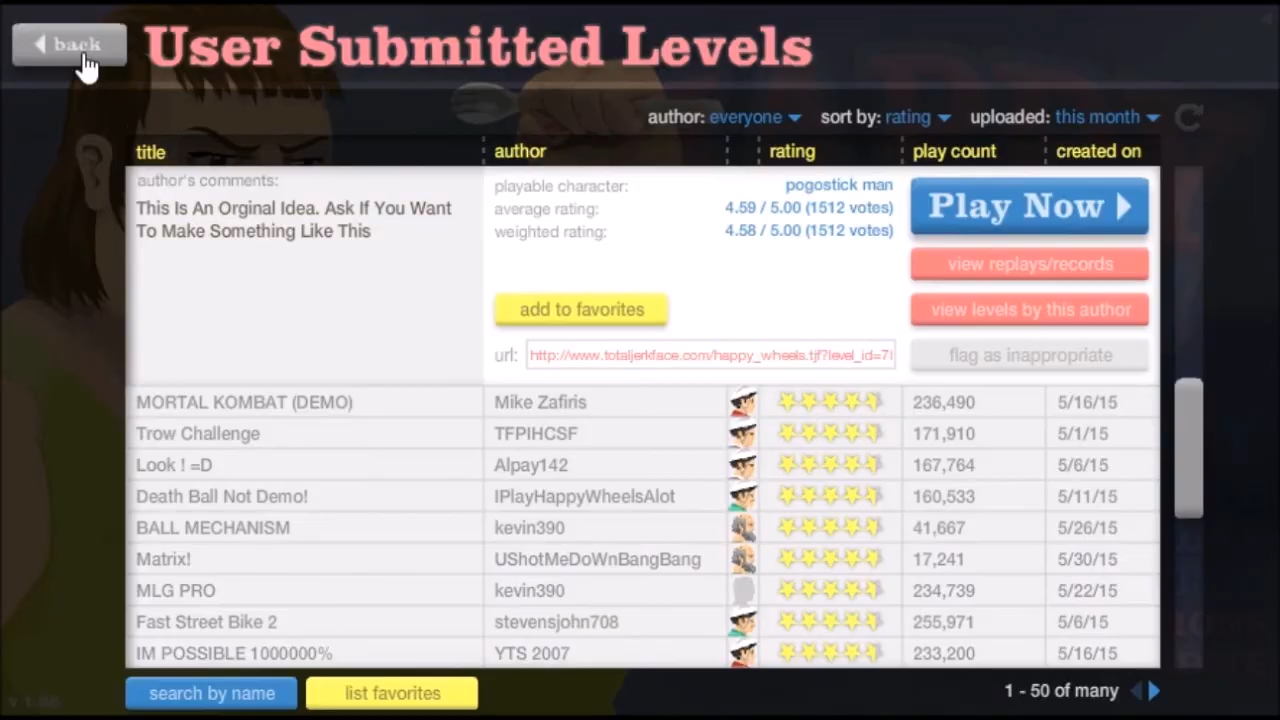 back
User Submitted Levels
author: everyone sort by: rating uploaded: this month
title author rating play count created on
author's comments:
This Is An Orginal Idea. Ask If You Want
To Make Something Like This
playable character: pogostick man
average rating: 4.59 / 5.00 (1512 votes)
weighted rating: 4.58 / 5.00 (1512 votes)
Play Now
view replays/records
add to favorites
view levels by this author
url: http://www.totaljerkface.com/happy_wheels.tjf?level_id=7
flag as inappropriate
MORTAL KOMBAT (DEMO) Mike Zafiris 236,490 5/16/15
Trow Challenge TFPIHCSF 171,910 5/1/15
Look ! =D Alpay142 167,764 5/6/15
Death Ball Not Demo! IPlayHappyWheelsAlot 160,533 5/11/15
BALL MECHANISM kevin390 41,667 5/26/15
Matrix! UShotMeDoWnBangBang 17,241 5/30/15
MLG PRO kevin390 234,739 5/22/15
Fast Street Bike 2 stevensjohn708 255,971 5/6/15
IM POSSIBLE 1000000% YTS 2007 233,200 5/16/15
search by name list favorites 1 - 50 of many